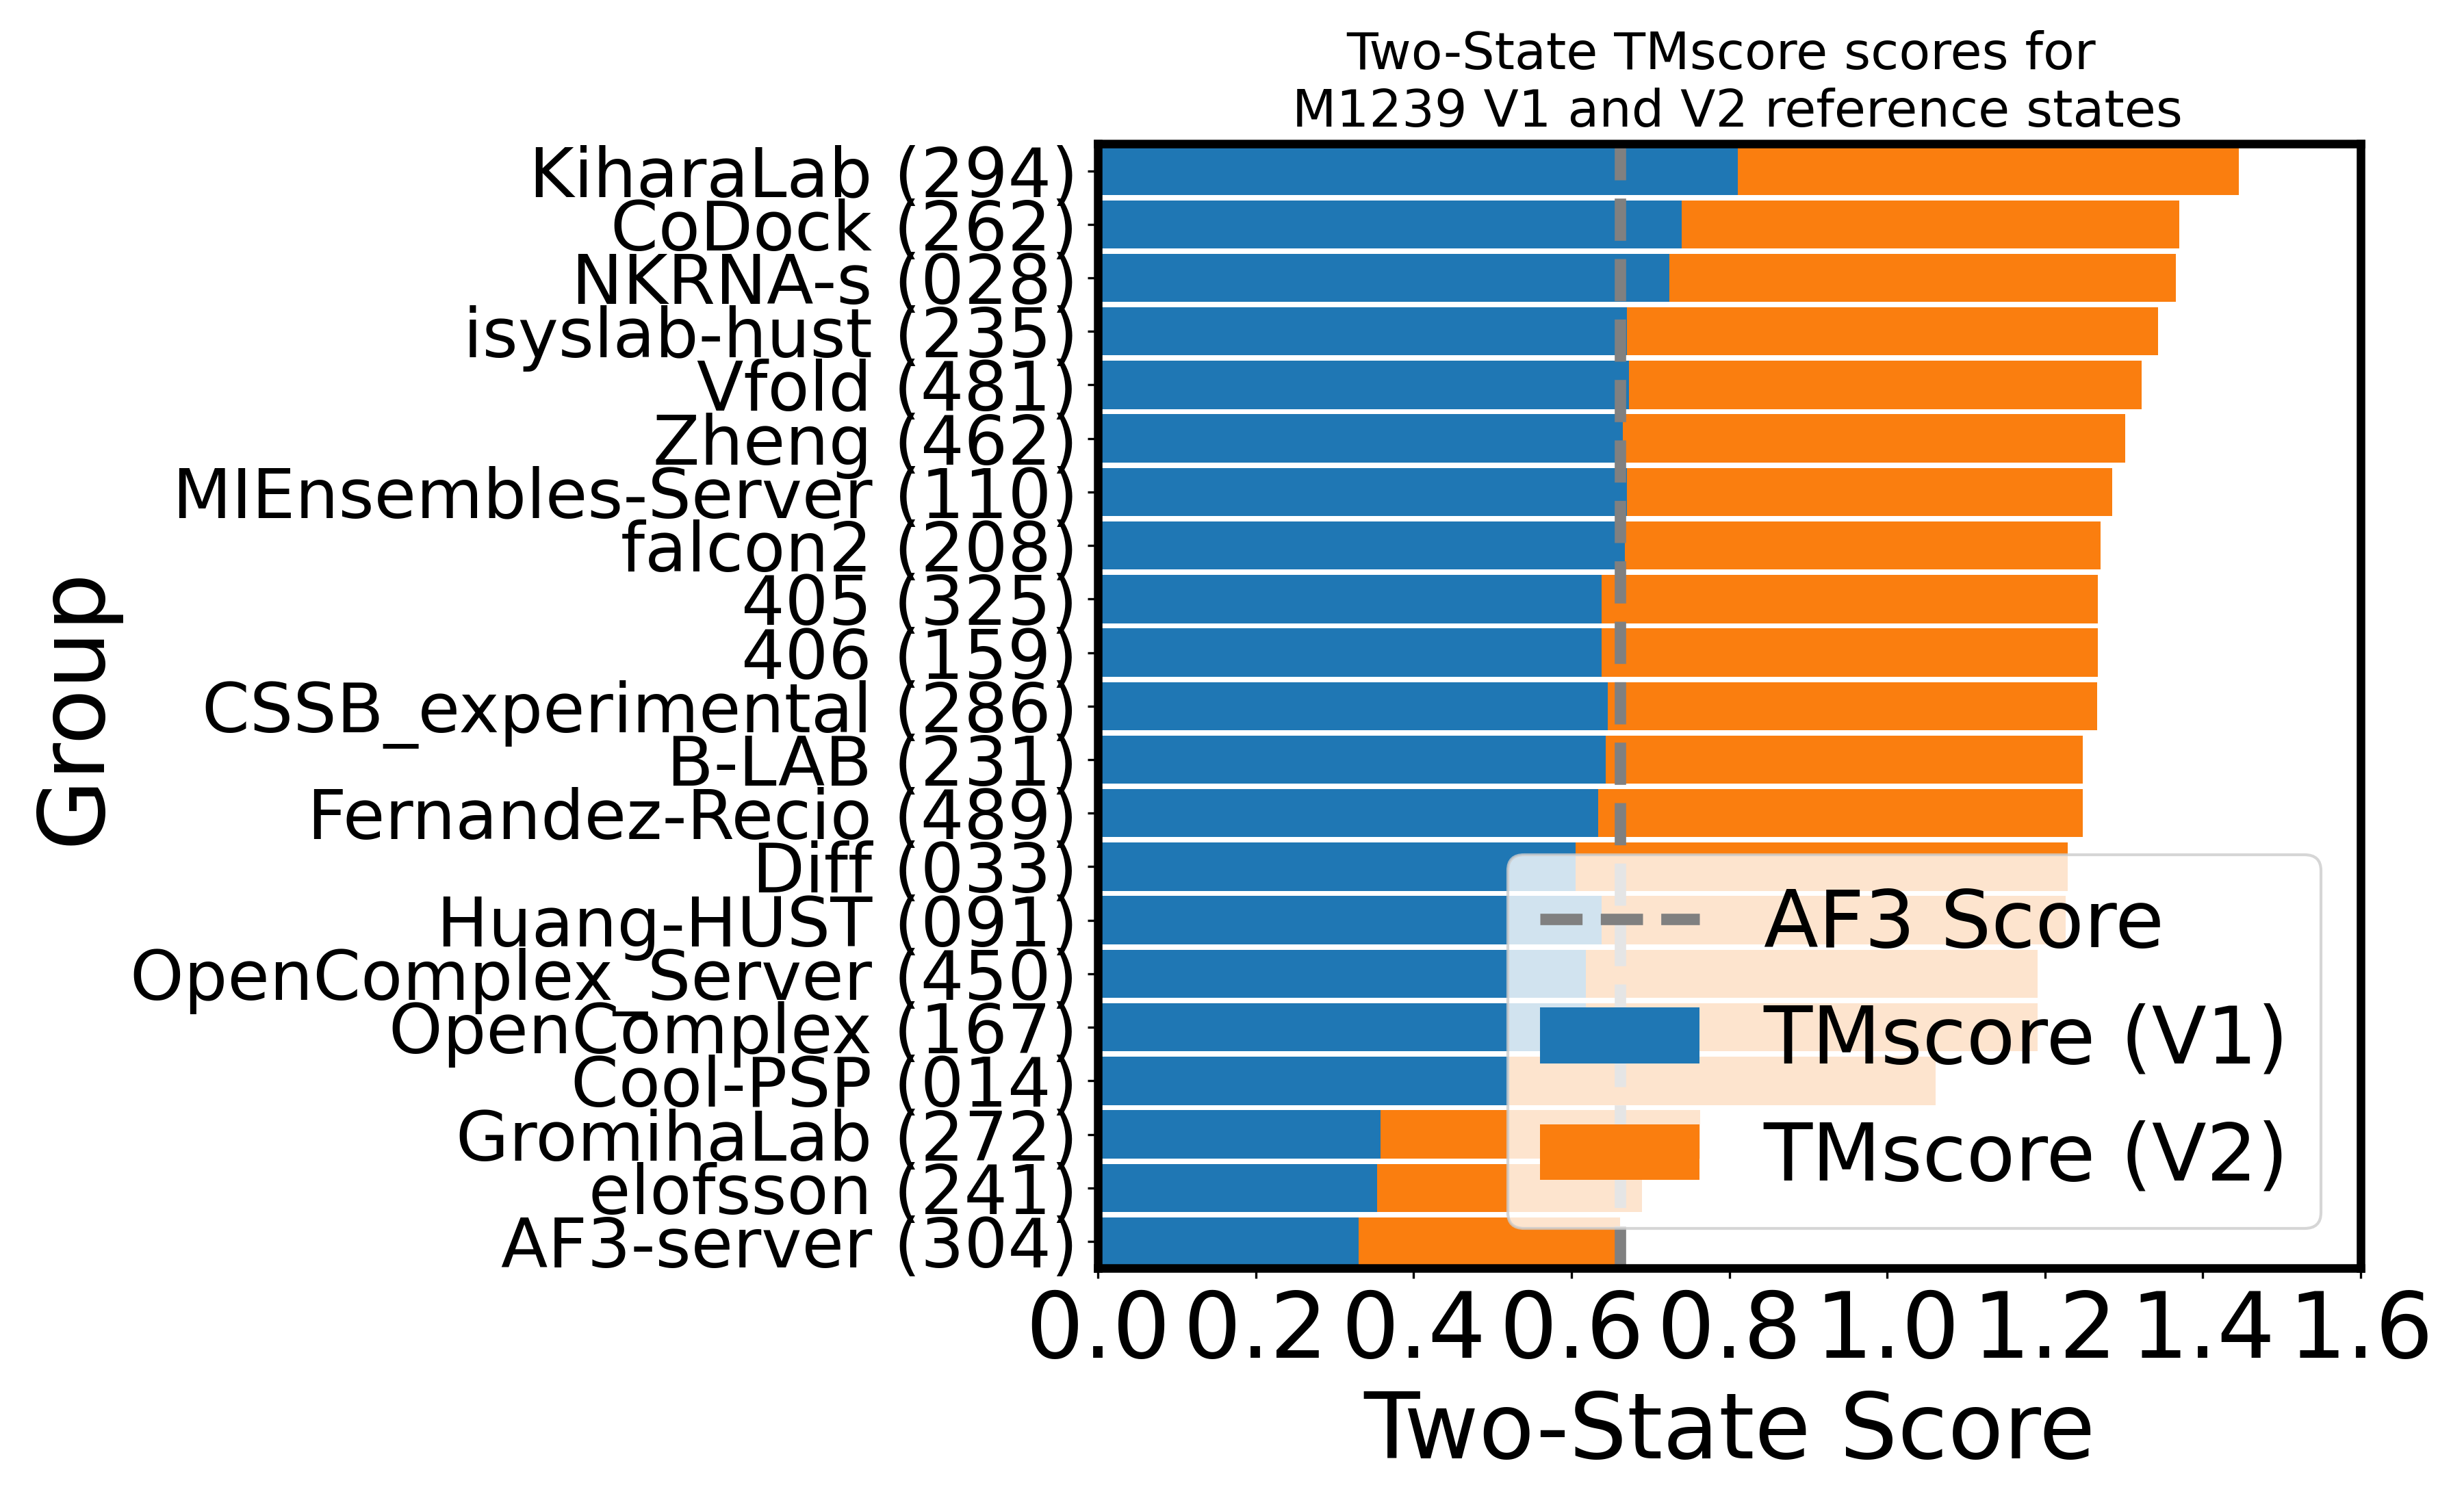 Two-State TMscore scores for
M1239 V1 and V2 reference states
Group
KiharaLab (294)
CoDock (262)
NKRNA-s (028)
isyslab-hust (235)
Vfold (481)
Zheng (462)
MIEnsembles-Server (110)
falcon2 (208)
405 (325)
406 (159)
CSSB_experimental (286)
B-LAB (231)
Fernandez-Recio (489)
Diff (033)
Huang-HUST (091)
OpenComplex_Server (450)
OpenComplex (167)
Cool-PSP (014)
GromihaLab (272)
elofsson (241)
AF3-server (304)
AF3 Score
TMscore (V1)
TMscore (V2)
0.0 0.2 0.4 0.6 0.8 1.0 1.2 1.4 1.6
Two-State Score